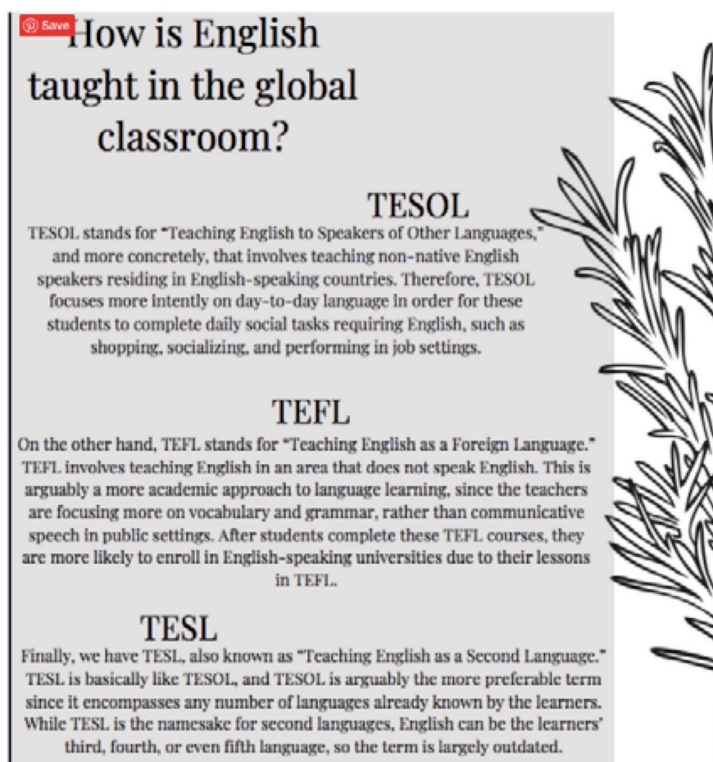 Save
How is English
taught in the global
classroom?
TESOL
TESOL stands for "Teaching English to Speakers of Other Languages,"
and more concretely, that involves teaching non-native English
speakers residing in English-speaking countries. Therefore, TESOL
focuses more intently on day-to-day language in order for these
students to complete daily social tasks requiring English, such as
shopping, socializing, and performing in job settings.
TEFL
On the other hand, TEFL stands for "Teaching English as a Foreign Language."
TEFL involves teaching English in an area that does not speak English. This is
arguably a more academic approach to language learning, since the teachers
are focusing more on vocabulary and grammar, rather than communicative
speech in public settings. After students complete these TEFL courses, they
are more likely to enroll in English-speaking universities due to their lessons
in TEFL.
TESL
Finally, we have TESL, also known as "Teaching English as a Second Language."
TESL is basically like TESOL, and TESOL is arguably the more preferable term
since it encompasses any number of languages already known by the learners.
While TESL is the namesake for second languages, English can be the learners'
third, fourth, or even fifth language, so the term is largely outdated.